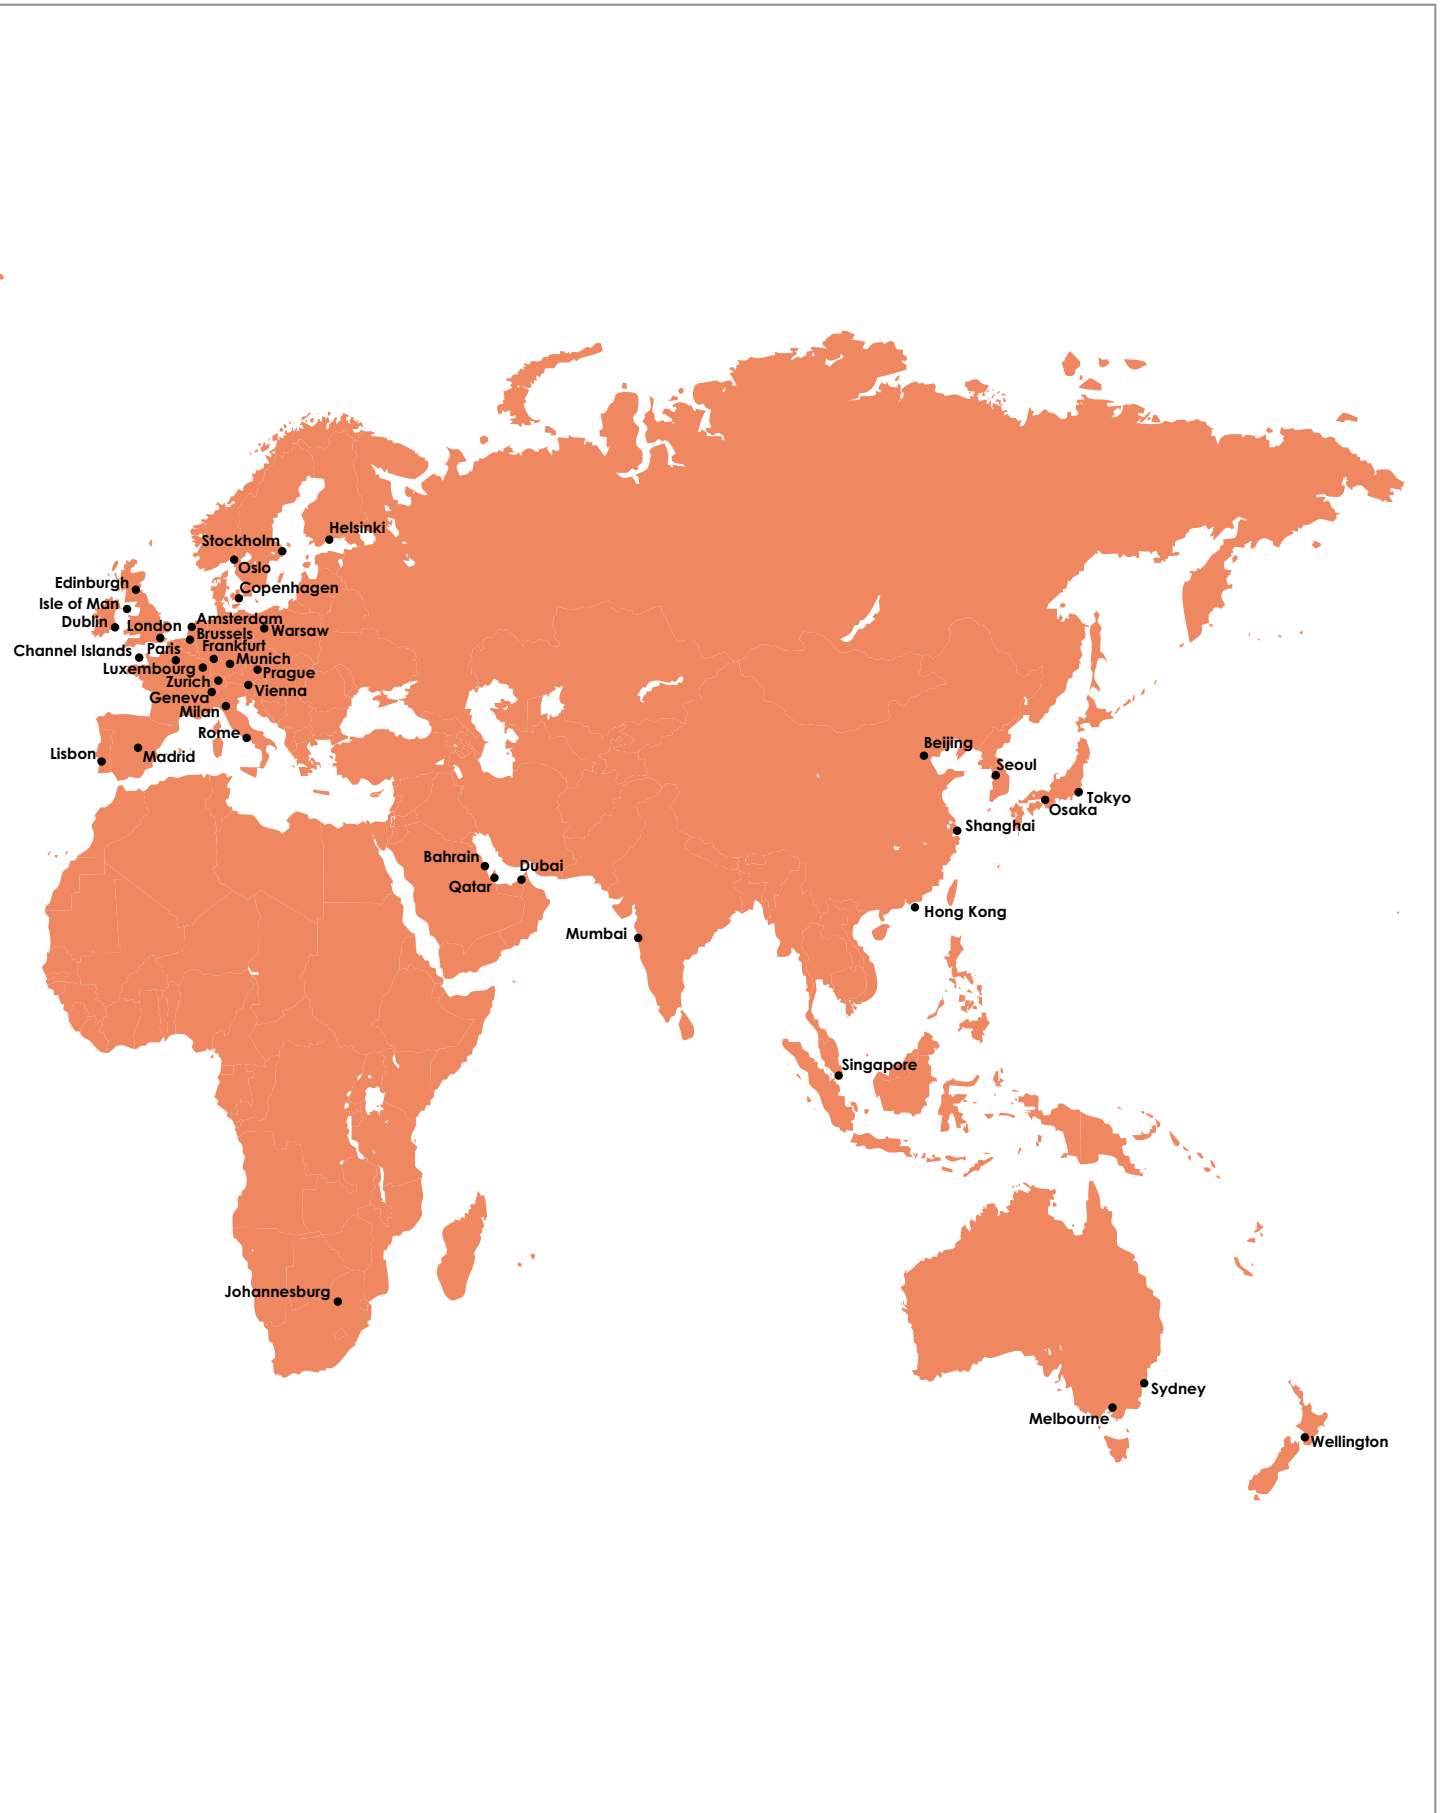 Helsinki
Stockholm
Oslo
Edinburgh
Copenhagen
Isle of Man
Dublin
London
Amsterdam
Warsaw
Brussels
Channel Islands
Paris
Frankfurt
Munich
Luxembourg
Prague
Zurich
Vienna
Geneva
Milan
Rome
Lisbon
Madrid
Beijing
Seoul
Tokyo
Osaka
Shanghai
Bahrain
Dubai
Qatar
Hong Kong
Mumbai
Singapore
Johannesburg
Sydney
Melbourne
Wellington